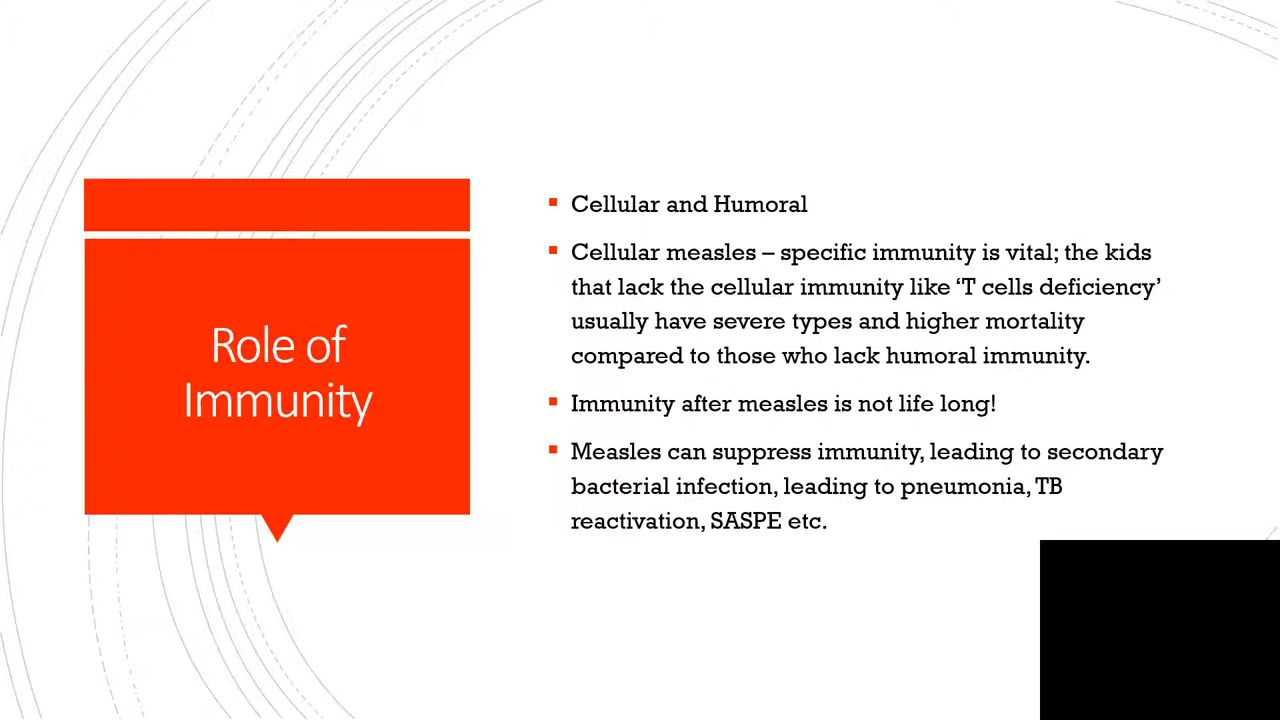 Role of
Immunity
Cellular and Humoral
Cellular measles – specific immunity is vital; the kids
that lack the cellular immunity like ‘T cells deficiency’
usually have severe types and higher mortality
compared to those who lack humoral immunity.
Immunity after measles is not life long!
Measles can suppress immunity, leading to secondary
bacterial infection, leading to pneumonia, TB
reactivation, SASPE etc.